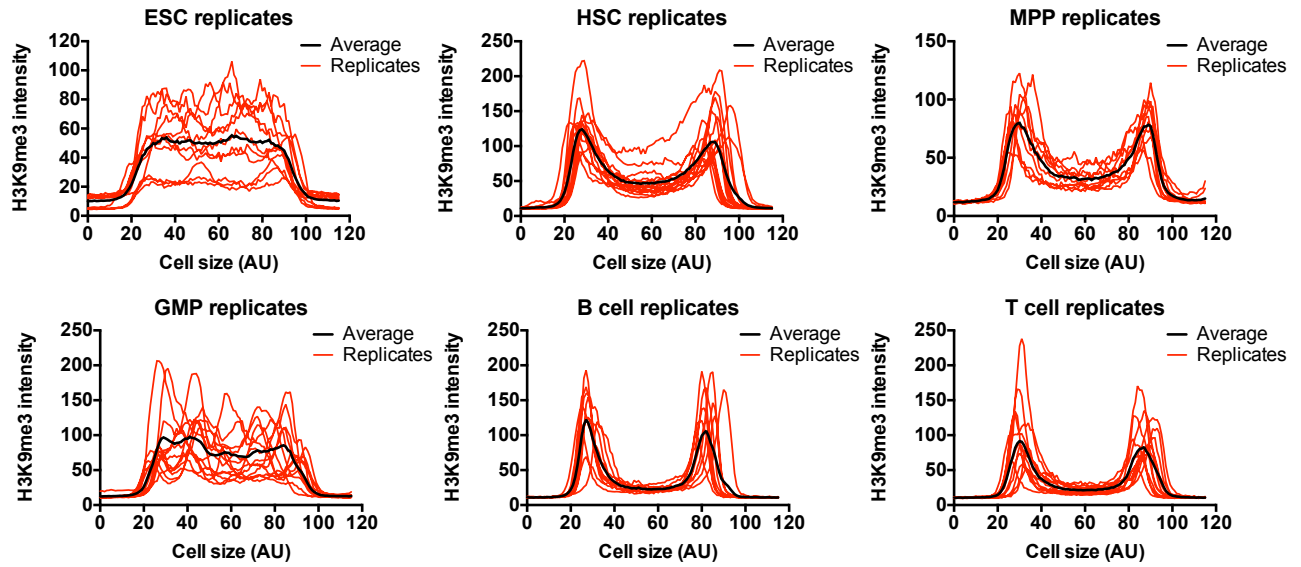 ESC replicates
H3K9me3 intensity
120
100
80
60
40
20
0
0 20 40 60 80 100 120
Cell size (AU)
Average
Replicates
HSC replicates
H3K9me3 intensity
250
200
150
100
50
0
0 20 40 60 80 100 120
Cell size (AU)
Average
Replicates
MPP replicates
H3K9me3 intensity
150
100
50
0
0 20 40 60 80 100 120
Cell size (AU)
Average
Replicates
GMP replicates
H3K9me3 intensity
250
200
150
100
50
0
0 20 40 60 80 100 120
Cell size (AU)
Average
Replicates
B cell replicates
H3K9me3 intensity
250
200
150
100
50
0
0 20 40 60 80 100 120
Cell size (AU)
Average
Replicates
T cell replicates
H3K9me3 intensity
250
200
150
100
50
0
0 20 40 60 80 100 120
Cell size (AU)
Average
Replicates